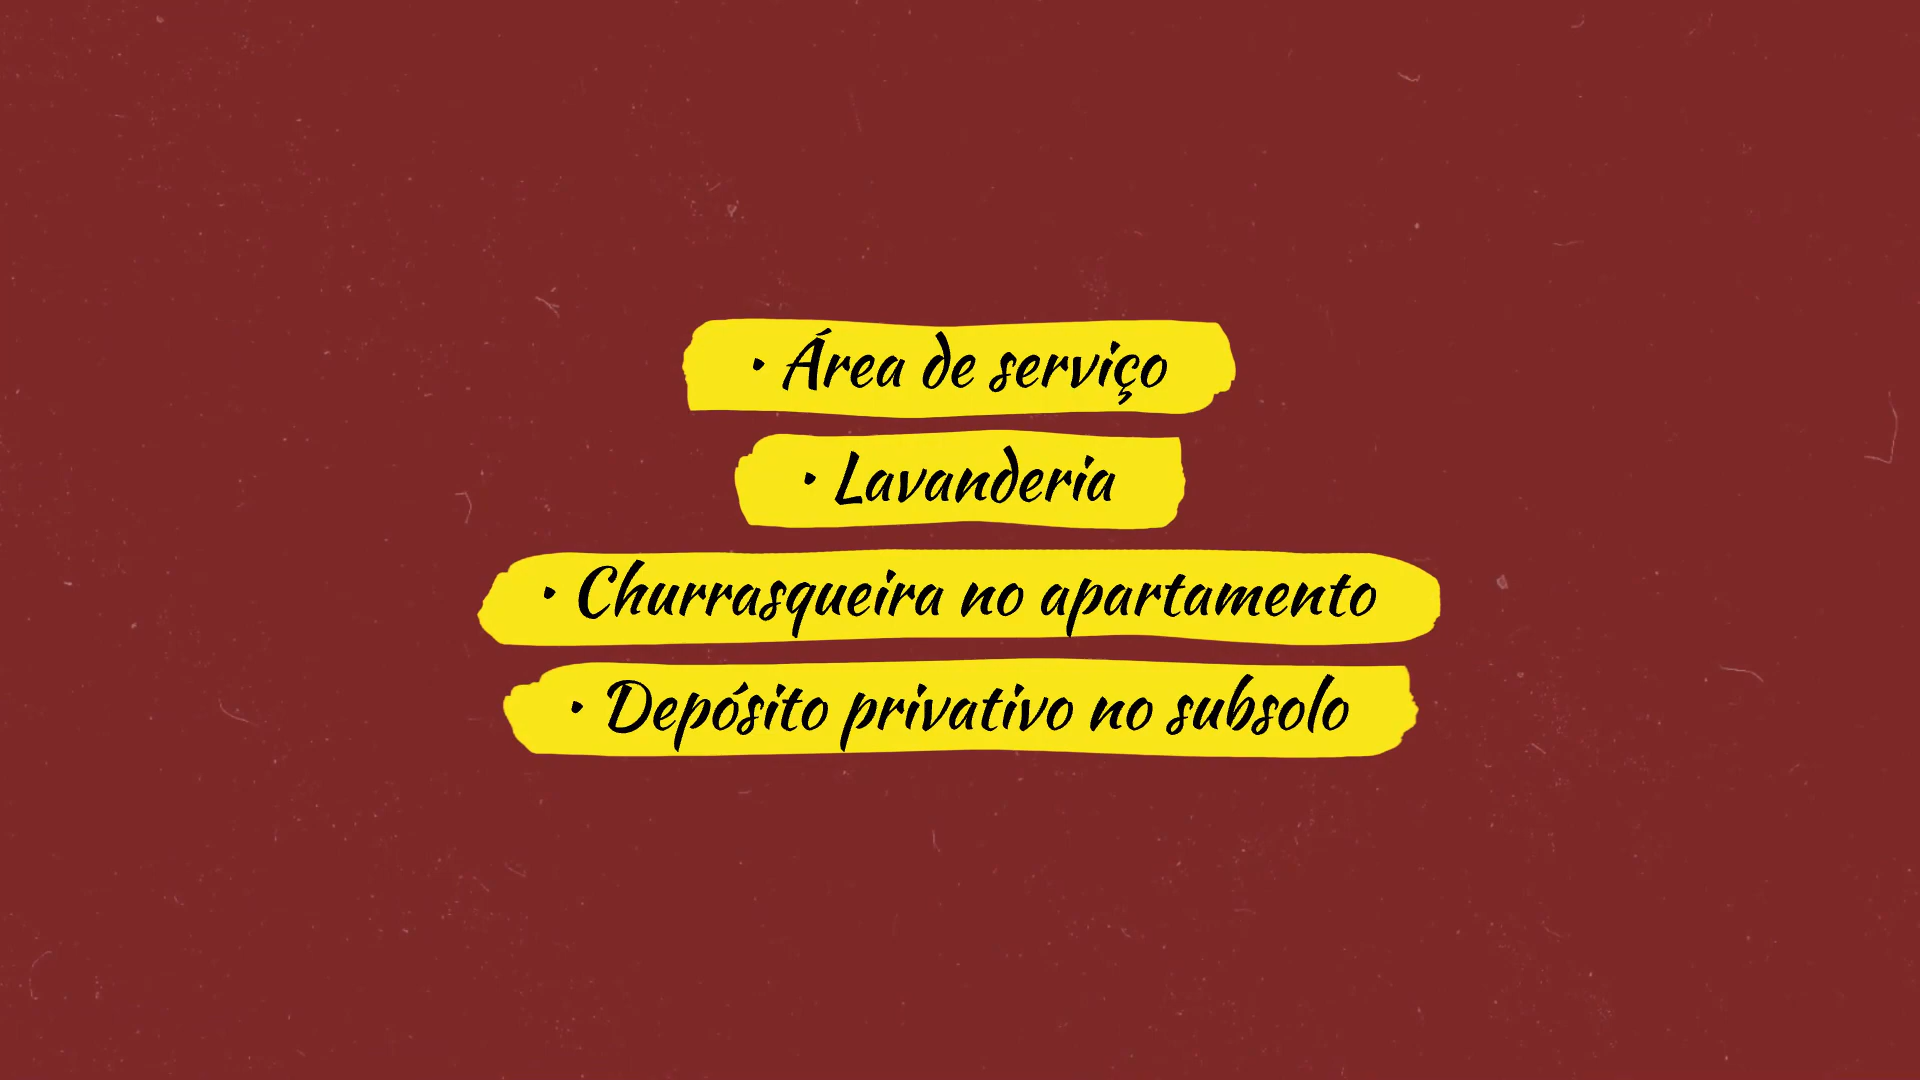 • Área de serviço
• Lavanderia
• Churrasqueira no apartamento
• Depósito privativo no subsolo